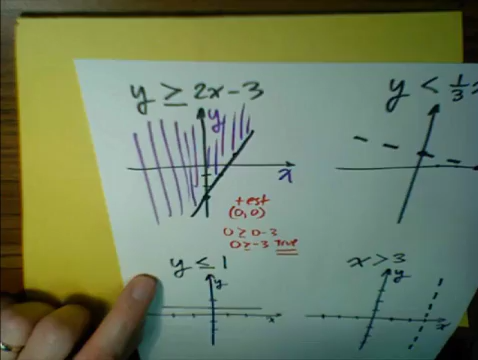 y ≥ 2x-3
y
x
test
(0,0)
0 ≥ 0-3
0 ≥ -3 True
y < 1/3
y ≤ 1
y
x
x > 3
y
x